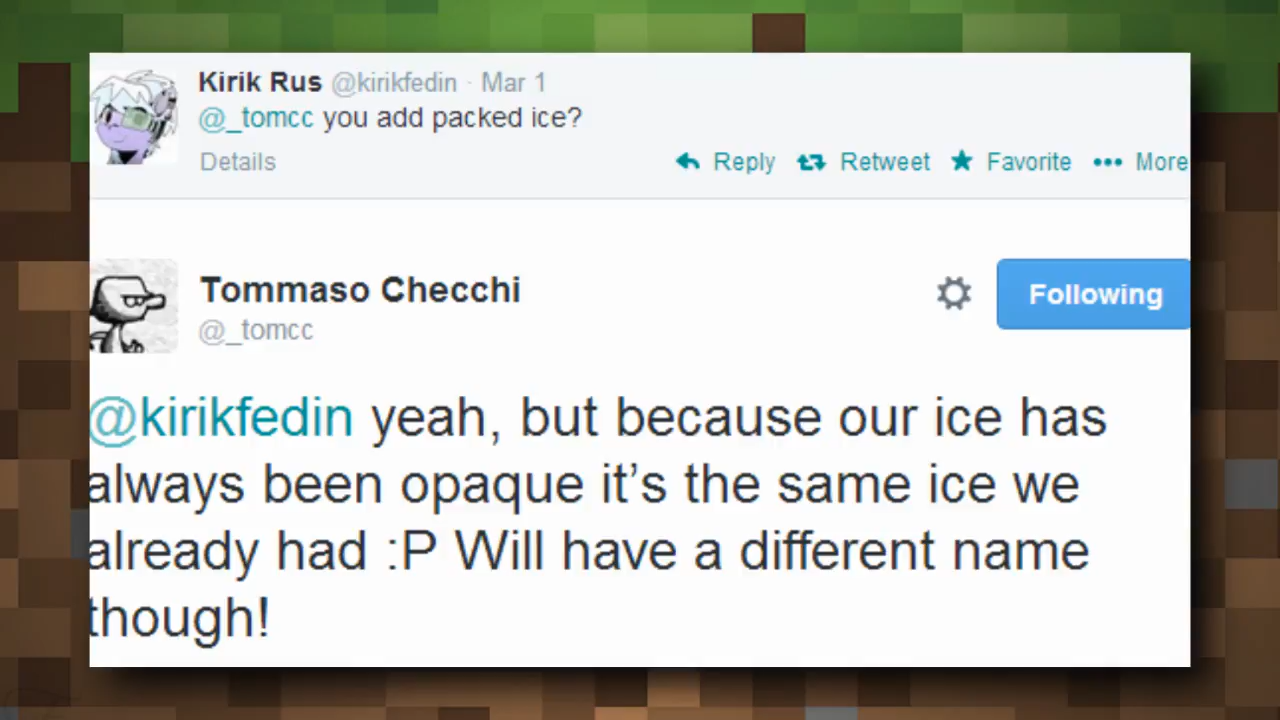 Kirik Rus @kirikfedin · Mar 1
@_tomcc you add packed ice?
Details Reply Retweet Favorite More
Tommaso Checchi
Following
@_tomcc
@kirikfedin yeah, but because our ice has
always been opaque it’s the same ice we
already had :P Will have a different name
though!